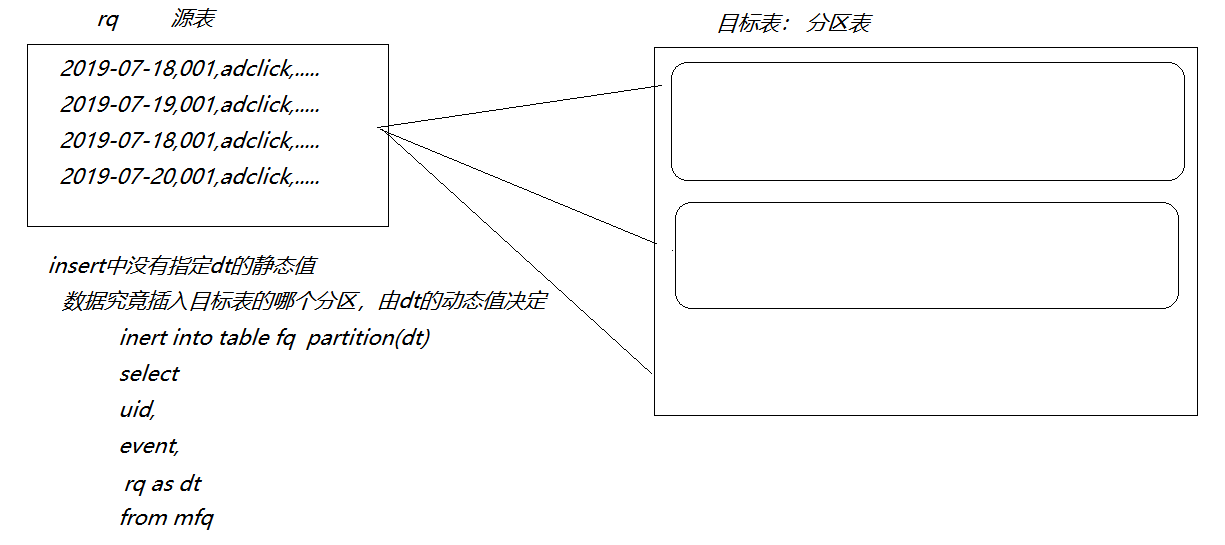 rq 源表
目标表： 分区表
2019-07-18,001,adclick,.....
2019-07-19,001,adclick,.....
2019-07-18,001,adclick,.....
2019-07-20,001,adclick,.....
insert中没有指定dt的静态值
数据究竟插入目标表的哪个分区，由dt的动态值决定
inert into table fq partition(dt)
select
uid,
event,
rq as dt
from mfq